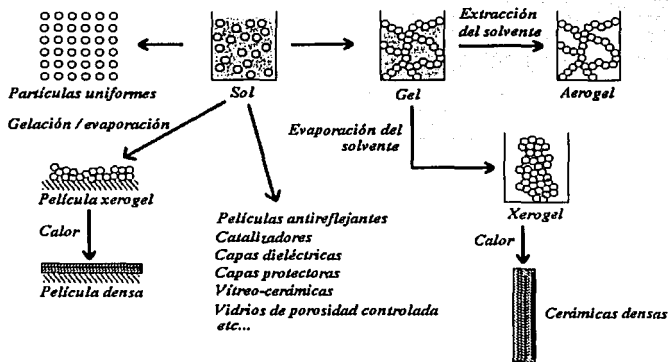 Extracción
del solvente
Partículas uniformes
Sol
Gel
Aerogel
Gelación / evaporación
Evaporación del
solvente
Película xerogel
Xerogel
Calor
Calor
Película densa
Películas antireflejantes
Catalizadores
Capas dieléctricas
Capas protectoras
Vítreo-cerámicas
Vidrios de porosidad controlada
etc...
Cerámicas densas